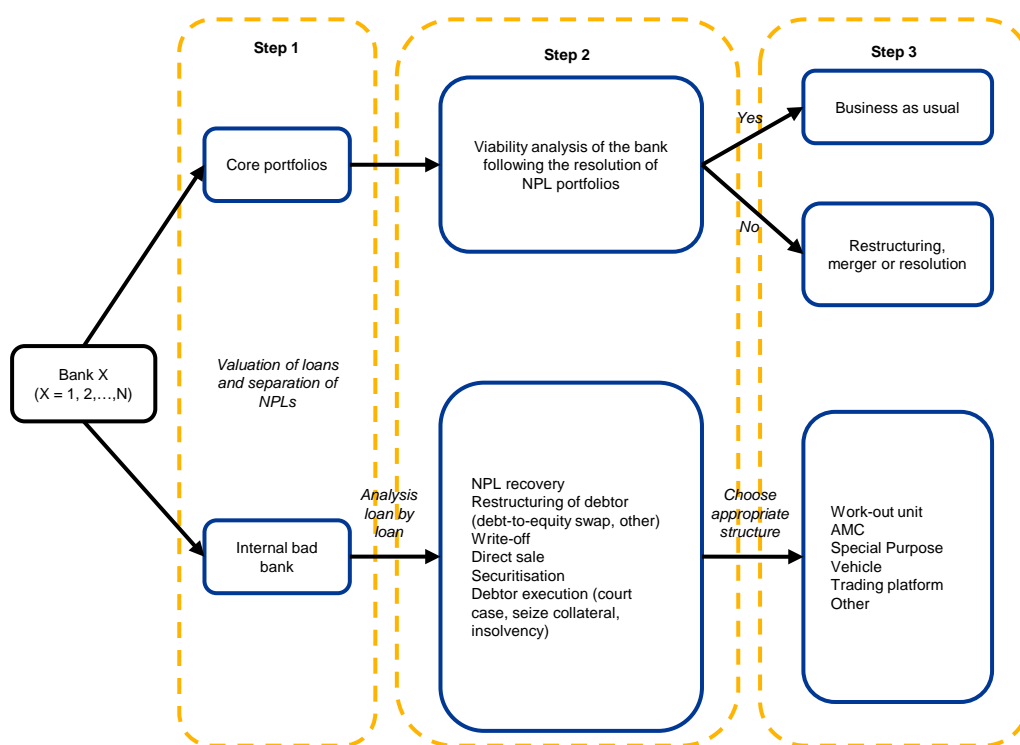 Step 1
Step 2
Step 3
Core portfolios
Viability analysis of the bank
following the resolution of
NPL portfolios
Yes
No
Business as usual
Restructuring,
merger or resolution
Bank X
(X = 1, 2,…,N)
Valuation of loans
and separation of
NPLs
Internal bad
bank
Analysis
loan by
loan
NPL recovery
Restructuring of debtor
(debt-to-equity swap, other)
Write-off
Direct sale
Securitisation
Debtor execution (court
case, seize collateral,
insolvency)
Choose
appropriate
structure
Work-out unit
AMC
Special Purpose
Vehicle
Trading platform
Other